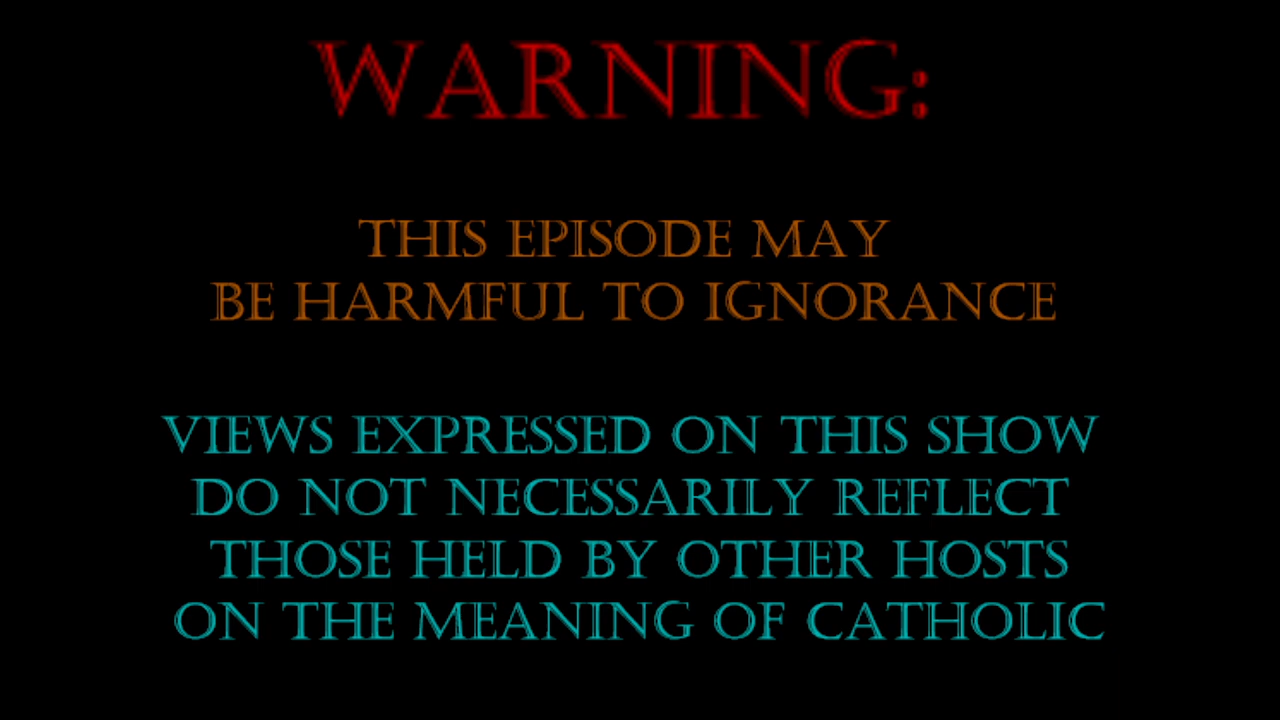 WARNING:
THIS EPISODE MAY
BE HARMFUL TO IGNORANCE
VIEWS EXPRESSED ON THIS SHOW
DO NOT NECESSARILY REFLECT
THOSE HELD BY OTHER HOSTS
ON THE MEANING OF CATHOLIC